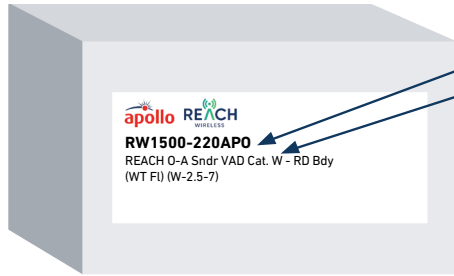 apollo REACH
WIRELESS
RW1500-220APO
REACH O-A Sndr VAD Cat. W - RD Bdy
(WT Fl) (W-2.5-7)